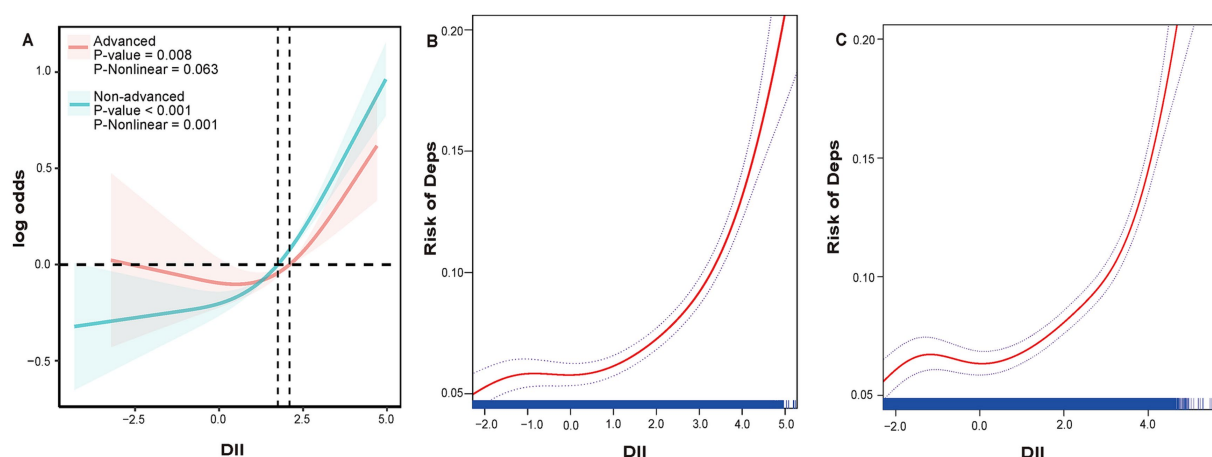 A
Advanced
P-value = 0.008
P-Nonlinear = 0.063
Non-advanced
P-value < 0.001
P-Nonlinear = 0.001
log odds
1.0
0.5
0.0
−0.5
−2.5
0.0
2.5
5.0
DII
B
Risk of Deps
0.20
0.15
0.10
0.05
−2.0
−1.0
0.0
1.0
2.0
3.0
4.0
5.0
DII
C
Risk of Deps
0.20
0.15
0.10
0.05
−2.0
0.0
2.0
4.0
DII